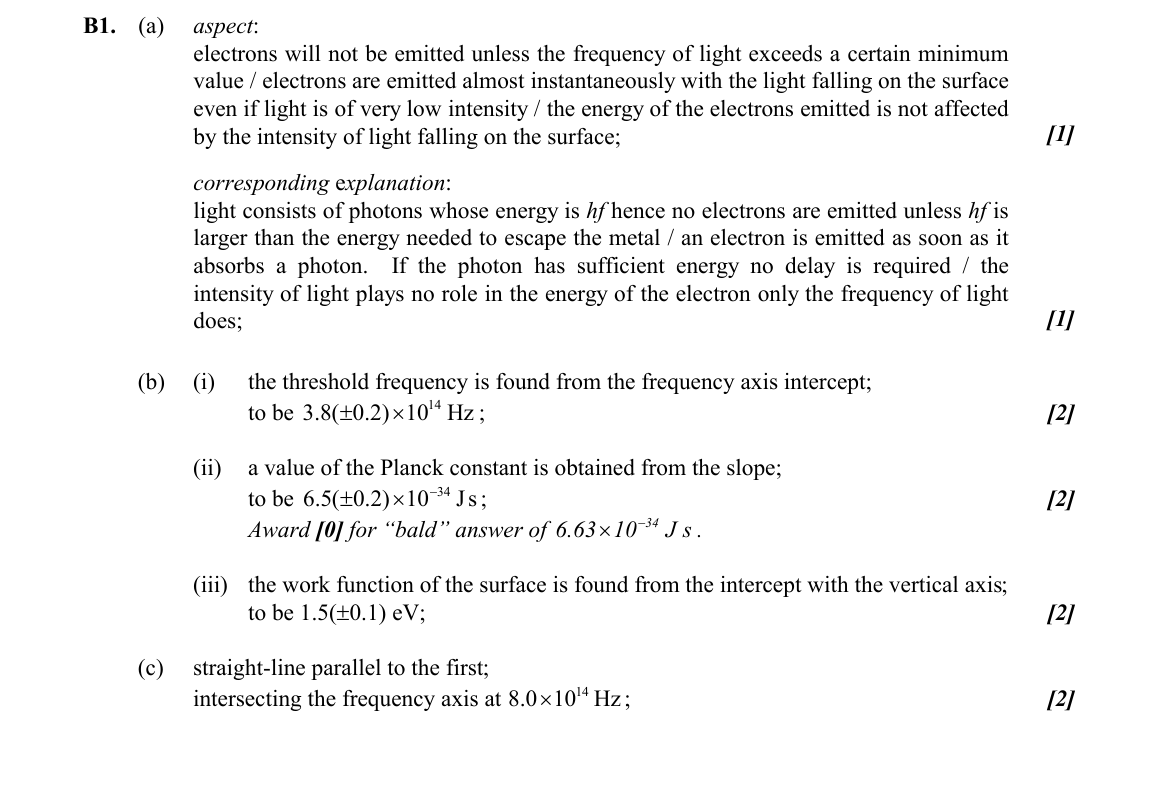 B1. (a) aspect:
electrons will not be emitted unless the frequency of light exceeds a certain minimum
value / electrons are emitted almost instantaneously with the light falling on the surface
even if light is of very low intensity / the energy of the electrons emitted is not affected
by the intensity of light falling on the surface; [1]
corresponding explanation:
light consists of photons whose energy is hf hence no electrons are emitted unless hf is
larger than the energy needed to escape the metal / an electron is emitted as soon as it
absorbs a photon. If the photon has sufficient energy no delay is required / the
intensity of light plays no role in the energy of the electron only the frequency of light
does; [1]
(b) (i) the threshold frequency is found from the frequency axis intercept;
to be 3.8(±0.2)×10¹⁴ Hz; [2]
(ii) a value of the Planck constant is obtained from the slope;
to be 6.5(±0.2)×10⁻³⁴ J s; [2]
Award [0] for “bald” answer of 6.63×10⁻³⁴ J s.
(iii) the work function of the surface is found from the intercept with the vertical axis;
to be 1.5(±0.1) eV; [2]
(c) straight-line parallel to the first;
intersecting the frequency axis at 8.0×10¹⁴ Hz; [2]